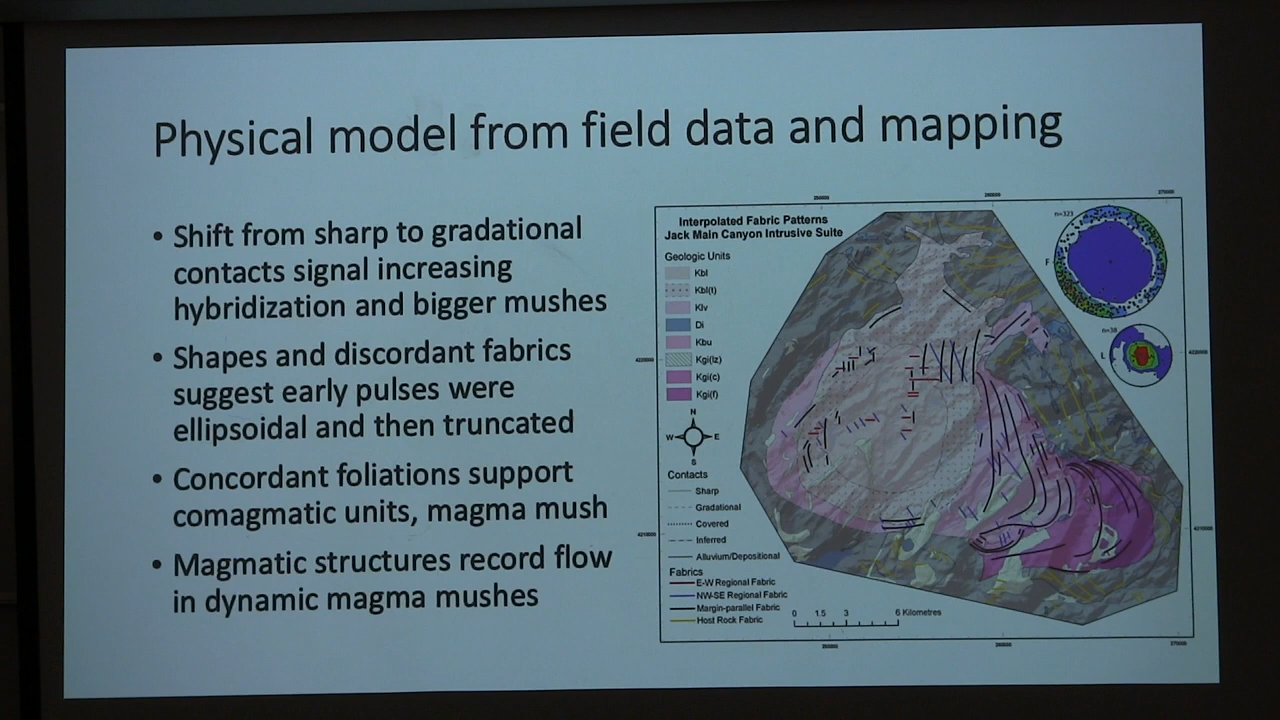 Physical model from field data and mapping
• Shift from sharp to gradational
contacts signal increasing
hybridization and bigger mushes
• Shapes and discordant fabrics
suggest early pulses were
ellipsoidal and then truncated
• Concordant foliations support
comagmatic units, magma mush
• Magmatic structures record flow
in dynamic magma mushes
Interpolated Fabric Patterns
Jack Main Canyon Intrusive Suite
Geologic Units
Kbl
Kbl(t)
Klv
Di
Kbu
Kgi(lz)
Kgi(c)
Kgi(f)
N
W E
S
Contacts
Sharp
Gradational
Covered
Inferred
Alluvium/Depositional
Fabrics
E-W Regional Fabric
NW-SE Regional Fabric
Margin-parallel Fabric
Host Rock Fabric
0 1.5 3 6 Kilometres
n=323
F
n=38
L